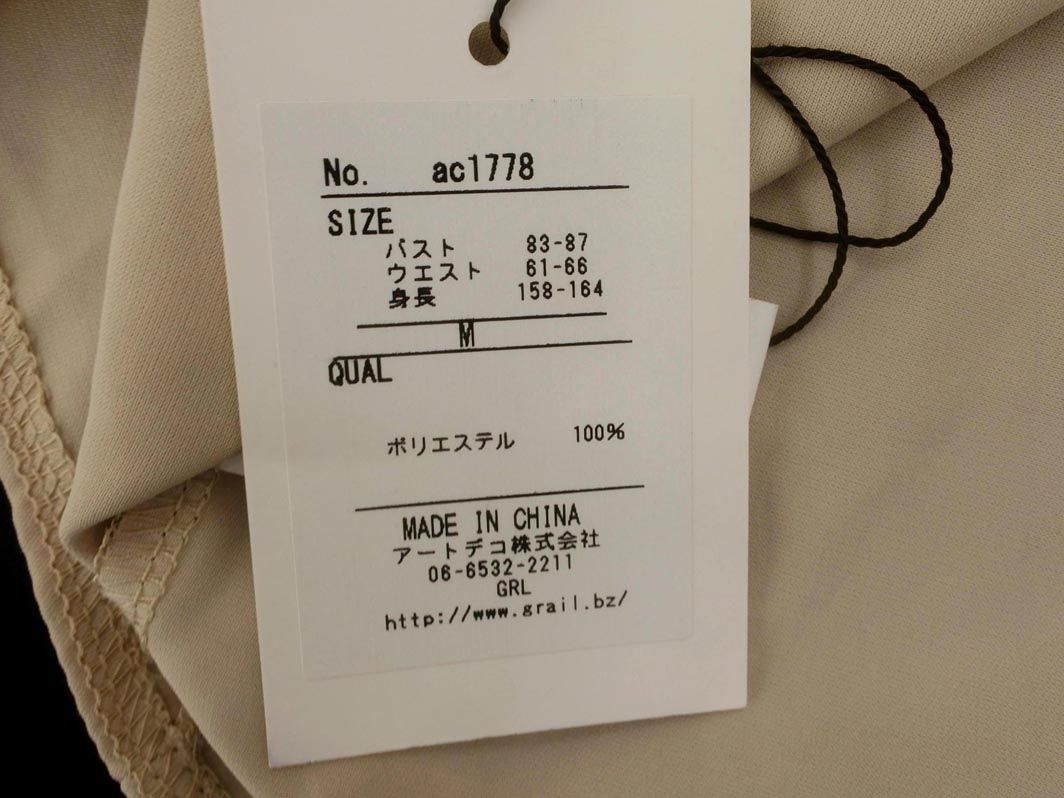 No. ac1778
SIZE
バスト 83-87
ウエスト 61-66
身長 158-164
M
QUAL
ポリエステル 100%
MADE IN CHINA
アートデコ株式会社
06-6532-2211
GRL
http://www.grail.bz/